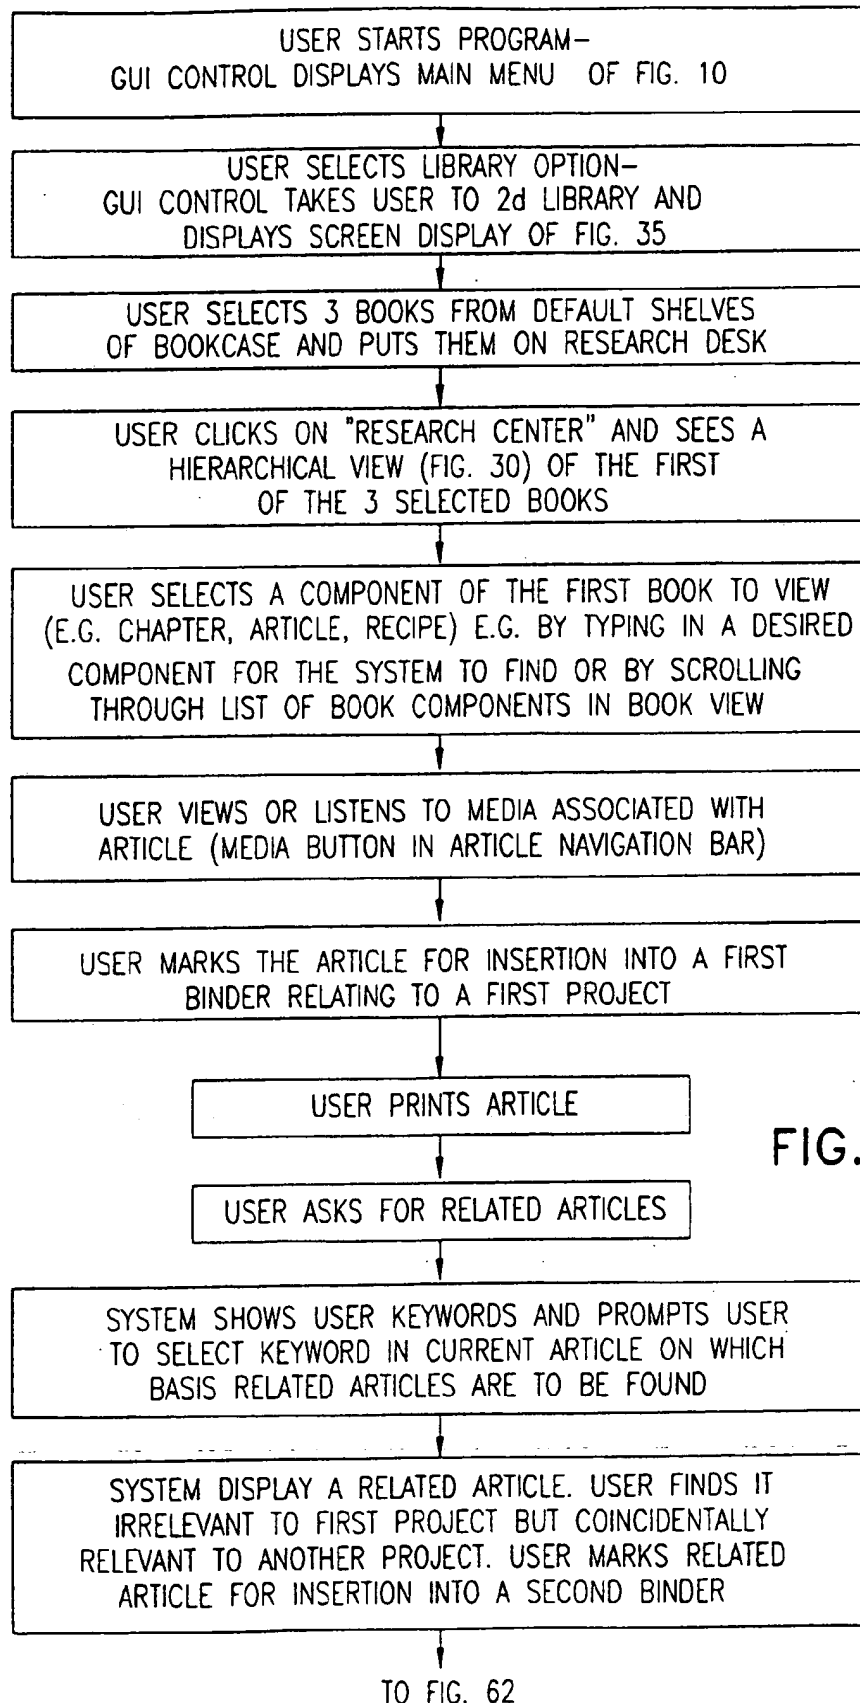 USER STARTS PROGRAM–
GUI CONTROL DISPLAYS MAIN MENU OF FIG. 10
USER SELECTS LIBRARY OPTION–
GUI CONTROL TAKES USER TO 2d LIBRARY AND
DISPLAYS SCREEN DISPLAY OF FIG. 35
USER SELECTS 3 BOOKS FROM DEFAULT SHELVES
OF BOOKCASE AND PUTS THEM ON RESEARCH DESK
USER CLICKS ON "RESEARCH CENTER" AND SEES A
HIERARCHICAL VIEW (FIG. 30) OF THE FIRST
OF THE 3 SELECTED BOOKS
USER SELECTS A COMPONENT OF THE FIRST BOOK TO VIEW
(E.G. CHAPTER, ARTICLE, RECIPE) E.G. BY TYPING IN A DESIRED
COMPONENT FOR THE SYSTEM TO FIND OR BY SCROLLING
THROUGH LIST OF BOOK COMPONENTS IN BOOK VIEW
USER VIEWS OR LISTENS TO MEDIA ASSOCIATED WITH
ARTICLE (MEDIA BUTTON IN ARTICLE NAVIGATION BAR)
USER MARKS THE ARTICLE FOR INSERTION INTO A FIRST
BINDER RELATING TO A FIRST PROJECT
USER PRINTS ARTICLE
FIG.
USER ASKS FOR RELATED ARTICLES
SYSTEM SHOWS USER KEYWORDS AND PROMPTS USER
TO SELECT KEYWORD IN CURRENT ARTICLE ON WHICH
BASIS RELATED ARTICLES ARE TO BE FOUND
SYSTEM DISPLAY A RELATED ARTICLE. USER FINDS IT
IRRELEVANT TO FIRST PROJECT BUT COINCIDENTALLY
RELEVANT TO ANOTHER PROJECT. USER MARKS RELATED
ARTICLE FOR INSERTION INTO A SECOND BINDER
TO FIG. 62